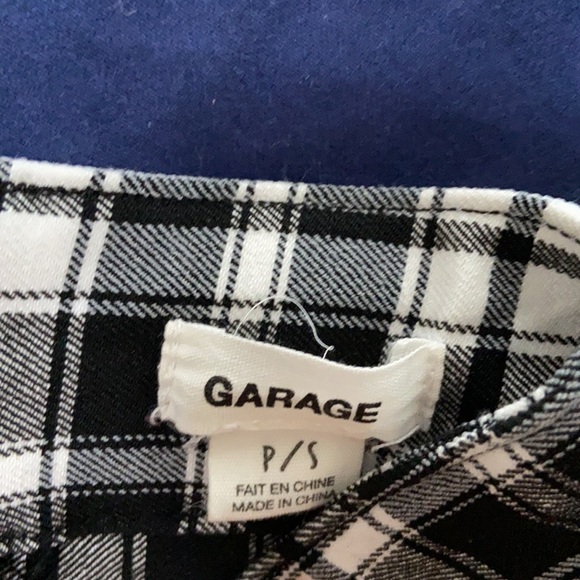 GARAGE
P/S
FAIT EN CHINE
MADE IN CHINA